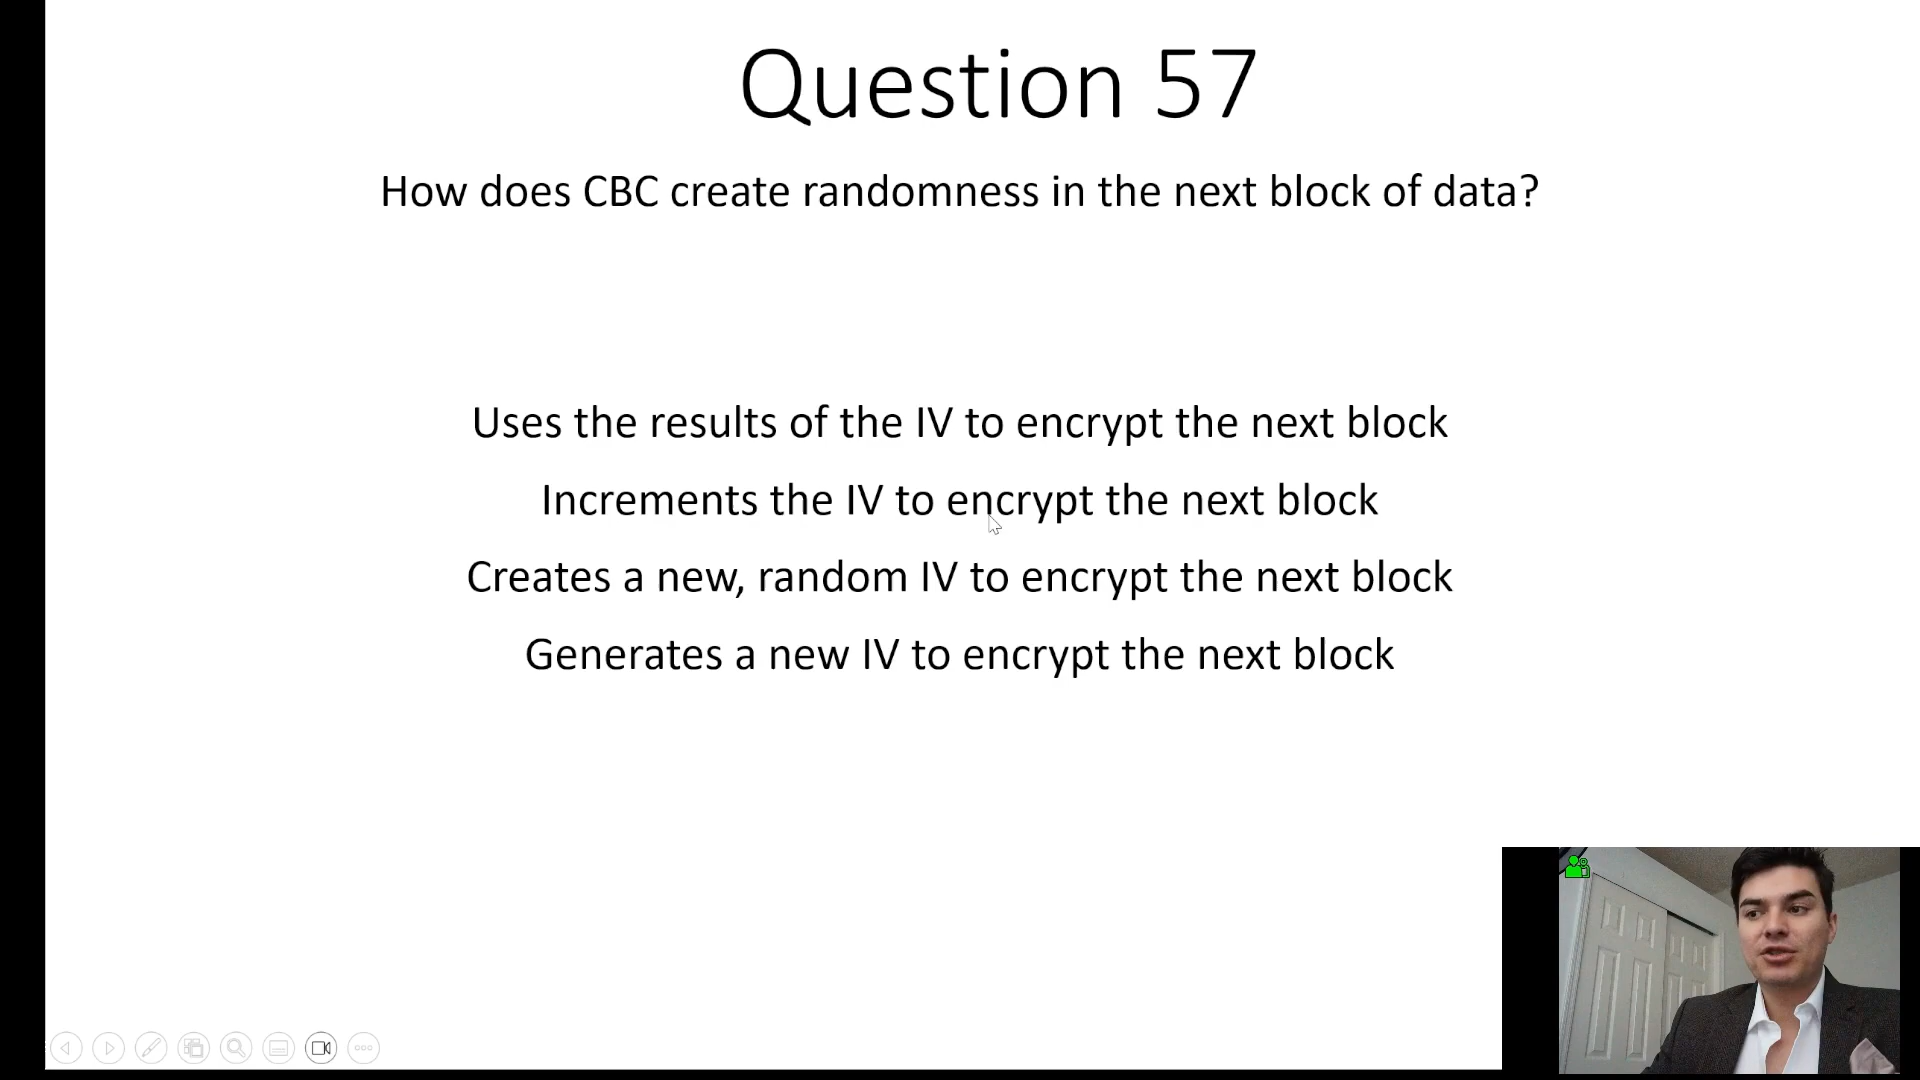 Question 57
How does CBC create randomness in the next block of data?
Uses the results of the IV to encrypt the next block
Increments the IV to encrypt the next block
Creates a new, random IV to encrypt the next block
Generates a new IV to encrypt the next block